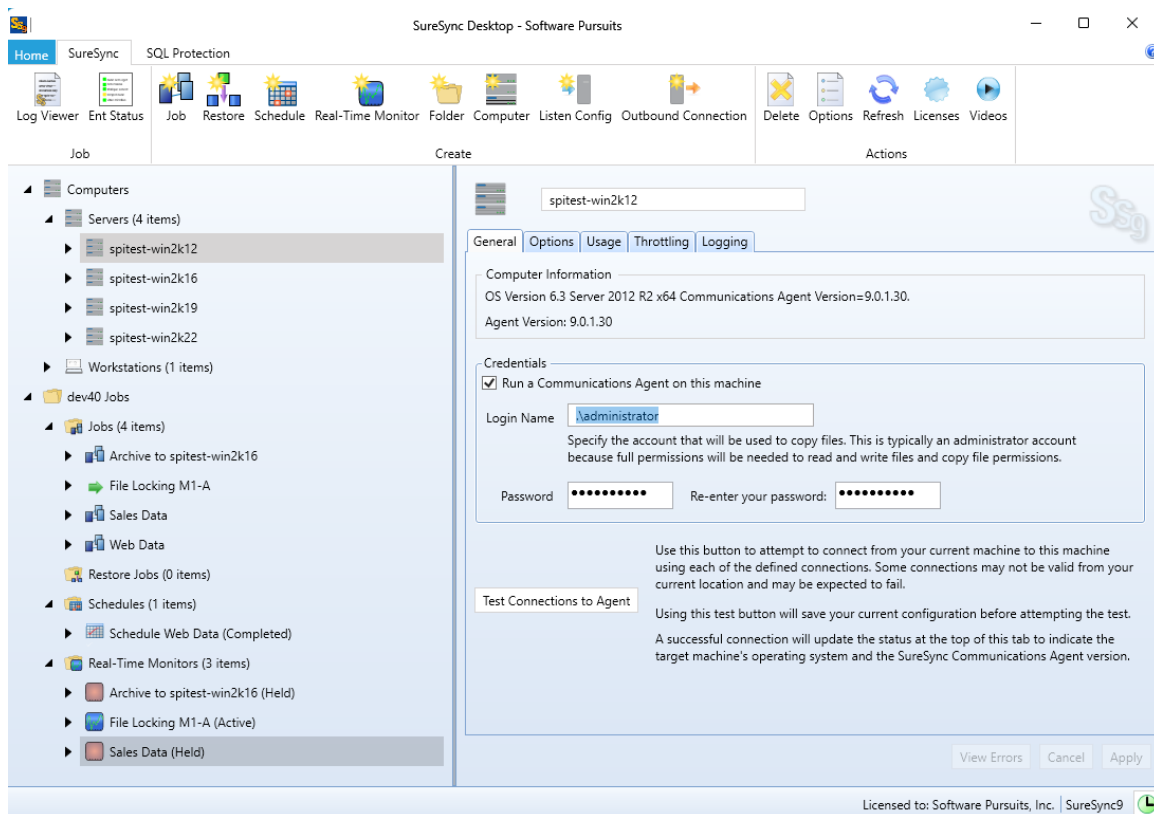 SureSync Desktop - Software Pursuits
Home SureSync SQL Protection
Log Viewer Ent Status Job Restore Schedule Real-Time Monitor Folder Computer Listen Config Outbound Connection Delete Options Refresh Licenses Videos
Job Create Actions
Computers
Servers (4 items)
spitest-win2k12
spitest-win2k16
spitest-win2k19
spitest-win2k22
Workstations (1 items)
dev40 Jobs
Jobs (4 items)
Archive to spitest-win2k16
File Locking M1-A
Sales Data
Web Data
Restore Jobs (0 items)
Schedules (1 items)
Schedule Web Data (Completed)
Real-Time Monitors (3 items)
Archive to spitest-win2k16 (Held)
File Locking M1-A (Active)
Sales Data (Held)
spitest-win2k12
General Options Usage Throttling Logging
Computer Information
OS Version 6.3 Server 2012 R2 x64 Communications Agent Version=9.0.1.30.
Agent Version: 9.0.1.30
Credentials
Run a Communications Agent on this machine
Login Name .\administrator
Specify the account that will be used to copy files. This is typically an administrator account
because full permissions will be needed to read and write files and copy file permissions.
Password ●●●●●●●●●● Re-enter your password: ●●●●●●●●●●
Use this button to attempt to connect from your current machine to this machine
using each of the defined connections. Some connections may not be valid from your
current location and may be expected to fail.
Test Connections to Agent
Using this test button will save your current configuration before attempting the test.
A successful connection will update the status at the top of this tab to indicate the
target machine's operating system and the SureSync Communications Agent version.
View Errors Cancel Apply
Licensed to: Software Pursuits, Inc. SureSync9